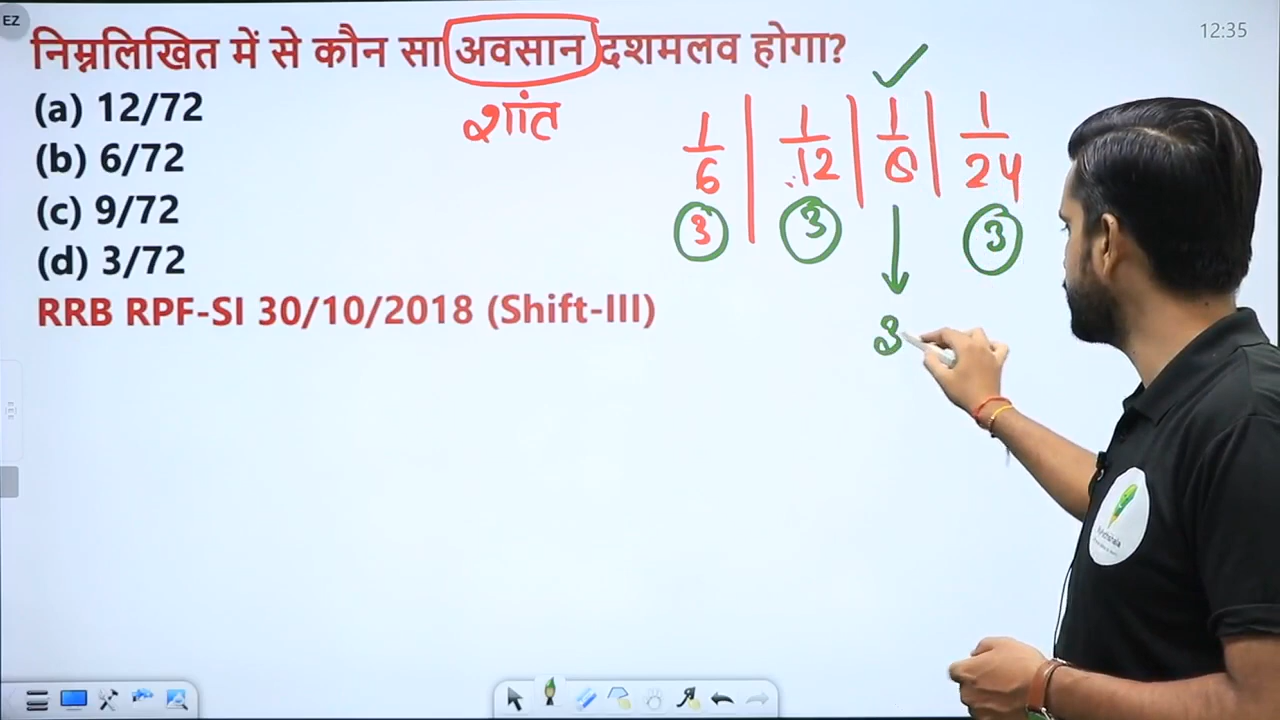 EZ
12:35
निम्नलिखित में से कौन सा अवसान दशमलव होगा?
शांत
(a) 12/72
(b) 6/72
(c) 9/72
(d) 3/72
RRB RPF-SI 30/10/2018 (Shift-III)
1/6 | 1/12 | 1/8 | 1/24
3 3 3
3